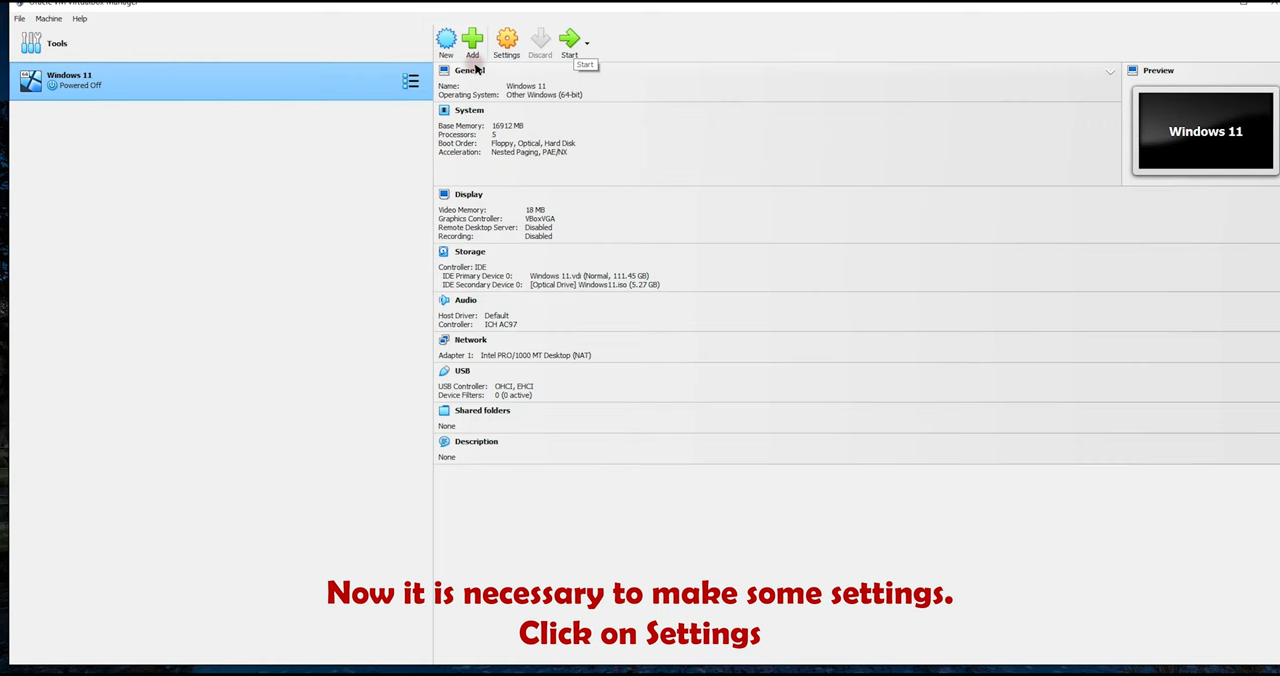 Oracle VM VirtualBox Manager
File Machine Help
Tools
New Add Settings Discard Start
Start
Windows 11
Powered Off
64
General
Name: Windows 11
Operating System: Other Windows (64-bit)
Preview
Windows 11
System
Base Memory: 16912 MB
Processors: 5
Boot Order: Floppy, Optical, Hard Disk
Acceleration: Nested Paging, PAE/NX
Display
Video Memory: 18 MB
Graphics Controller: VBoxVGA
Remote Desktop Server: Disabled
Recording: Disabled
Storage
Controller: IDE
IDE Primary Device 0: Windows 11.vdi (Normal, 111.45 GB)
IDE Secondary Device 0: [Optical Drive] Windows11.iso (5.27 GB)
Audio
Host Driver: Default
Controller: ICH AC97
Network
Adapter 1: Intel PRO/1000 MT Desktop (NAT)
USB
USB Controller: OHCI, EHCI
Device Filters: 0 (0 active)
Shared folders
None
Description
None
Now it is necessary to make some settings.
Click on Settings